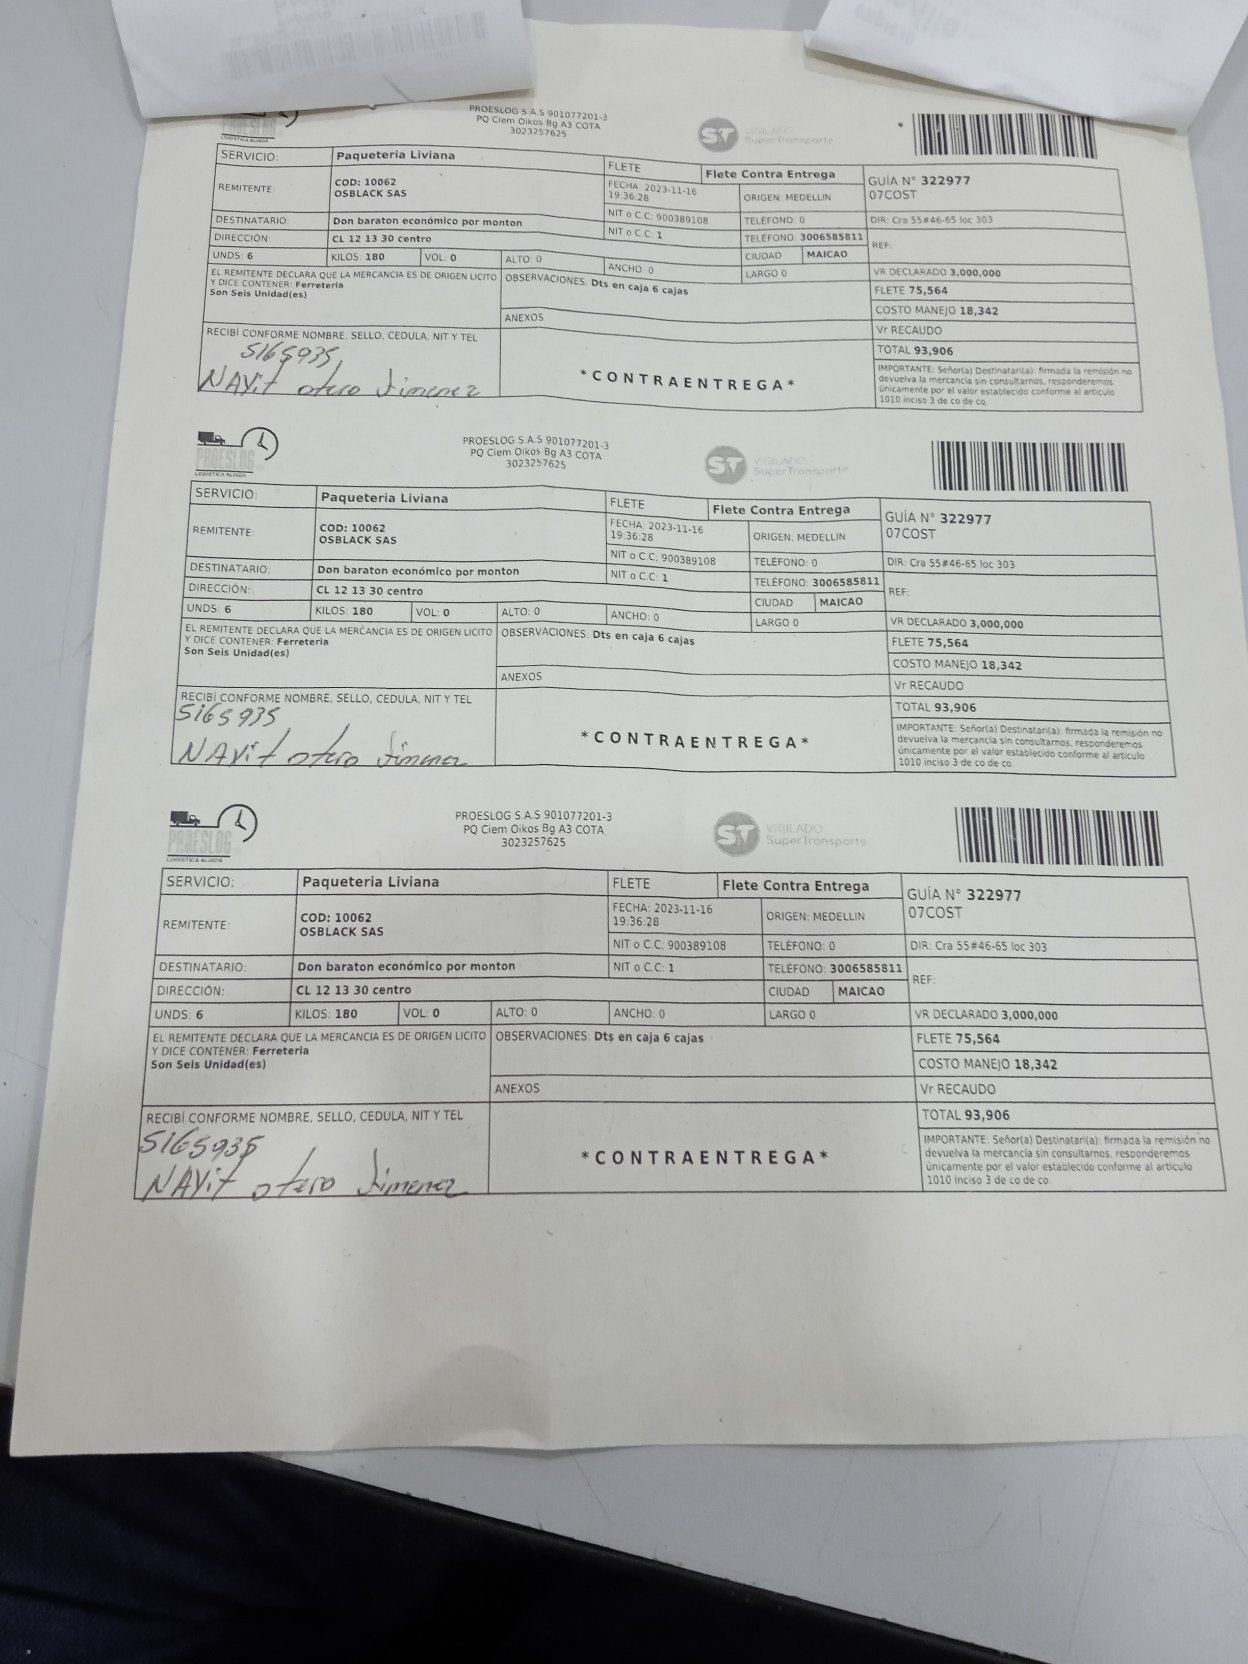 LOGISTICA ALIADA
PROESLOG S.A.S 901077201-3
PQ Ciem Oikos Bg A3 COTA
3023257625
ST VIGILADO
SuperTransporte
SERVICIO: Paqueteria Liviana FLETE Flete Contra Entrega GUÍA N° 322977
07COST
REMITENTE: COD: 10062
OSBLACK SAS
FECHA: 2023-11-16
19:36:28
ORIGEN: MEDELLIN
NIT o C.C: 900389108 TELÉFONO: 0 DIR: Cra 55#46-65 loc 303
DESTINATARIO: Don baraton económico por monton NIT o C.C: 1 TELÉFONO: 3006585811 REF:
DIRECCIÓN: CL 12 13 30 centro CIUDAD MAICAO
UNDS: 6 KILOS: 180 VOL: 0 ALTO: 0 ANCHO: 0 LARGO 0 VR DECLARADO 3,000,000
EL REMITENTE DECLARA QUE LA MERCANCIA ES DE ORIGEN LICITO
Y DICE CONTENER: Ferreteria
Son Seis Unidad(es)
OBSERVACIONES: Dts en caja 6 cajas
FLETE 75,564
COSTO MANEJO 18,342
ANEXOS
Vr RECAUDO
RECIBÍ CONFORME NOMBRE, SELLO, CEDULA, NIT Y TEL
TOTAL 93,906
5165935
NAYit otero Jimenez
*CONTRAENTREGA*
IMPORTANTE: Señor(a) Destinatari(a): firmada la remisión no
devuelva la mercancia sin consultarnos, responderemos
únicamente por el valor establecido conforme al articulo
1010 inciso 3 de co de co.
PROESLOG
LOGISTICA ALIADA
PROESLOG S.A.S 901077201-3
PQ Ciem Oikos Bg A3 COTA
3023257625
ST VIGILADO
SuperTransporte
SERVICIO: Paqueteria Liviana FLETE Flete Contra Entrega GUÍA N° 322977
07COST
REMITENTE: COD: 10062
OSBLACK SAS
FECHA: 2023-11-16
19:36:28
ORIGEN: MEDELLIN
NIT o C.C: 900389108 TELÉFONO: 0 DIR: Cra 55#46-65 loc 303
DESTINATARIO: Don baraton económico por monton NIT o C.C: 1 TELÉFONO: 3006585811 REF:
DIRECCIÓN: CL 12 13 30 centro CIUDAD MAICAO
UNDS: 6 KILOS: 180 VOL: 0 ALTO: 0 ANCHO: 0 LARGO 0 VR DECLARADO 3,000,000
EL REMITENTE DECLARA QUE LA MERCANCIA ES DE ORIGEN LICITO
Y DICE CONTENER: Ferreteria
Son Seis Unidad(es)
OBSERVACIONES: Dts en caja 6 cajas
FLETE 75,564
COSTO MANEJO 18,342
ANEXOS
Vr RECAUDO
RECIBÍ CONFORME NOMBRE, SELLO, CEDULA, NIT Y TEL
TOTAL 93,906
5165935
NAYit otero Jimenez
*CONTRAENTREGA*
IMPORTANTE: Señor(a) Destinatari(a): firmada la remisión no
devuelva la mercancia sin consultarnos, responderemos
únicamente por el valor establecido conforme al articulo
1010 inciso 3 de co de co.
PROESLOG
LOGISTICA ALIADA
PROESLOG S.A.S 901077201-3
PQ Ciem Oikos Bg A3 COTA
3023257625
ST VIGILADO
SuperTransporte
SERVICIO: Paqueteria Liviana FLETE Flete Contra Entrega GUÍA N° 322977
07COST
REMITENTE: COD: 10062
OSBLACK SAS
FECHA: 2023-11-16
19:36:28
ORIGEN: MEDELLIN
NIT o C.C: 900389108 TELÉFONO: 0 DIR: Cra 55#46-65 loc 303
DESTINATARIO: Don baraton económico por monton NIT o C.C: 1 TELÉFONO: 3006585811 REF:
DIRECCIÓN: CL 12 13 30 centro CIUDAD MAICAO
UNDS: 6 KILOS: 180 VOL: 0 ALTO: 0 ANCHO: 0 LARGO 0 VR DECLARADO 3,000,000
EL REMITENTE DECLARA QUE LA MERCANCIA ES DE ORIGEN LICITO
Y DICE CONTENER: Ferreteria
Son Seis Unidad(es)
OBSERVACIONES: Dts en caja 6 cajas
FLETE 75,564
COSTO MANEJO 18,342
ANEXOS
Vr RECAUDO
RECIBÍ CONFORME NOMBRE, SELLO, CEDULA, NIT Y TEL
TOTAL 93,906
5165935
NAYit otero Jimenez
*CONTRAENTREGA*
IMPORTANTE: Señor(a) Destinatari(a): firmada la remisión no
devuelva la mercancia sin consultarnos, responderemos
únicamente por el valor establecido conforme al articulo
1010 inciso 3 de co de co.